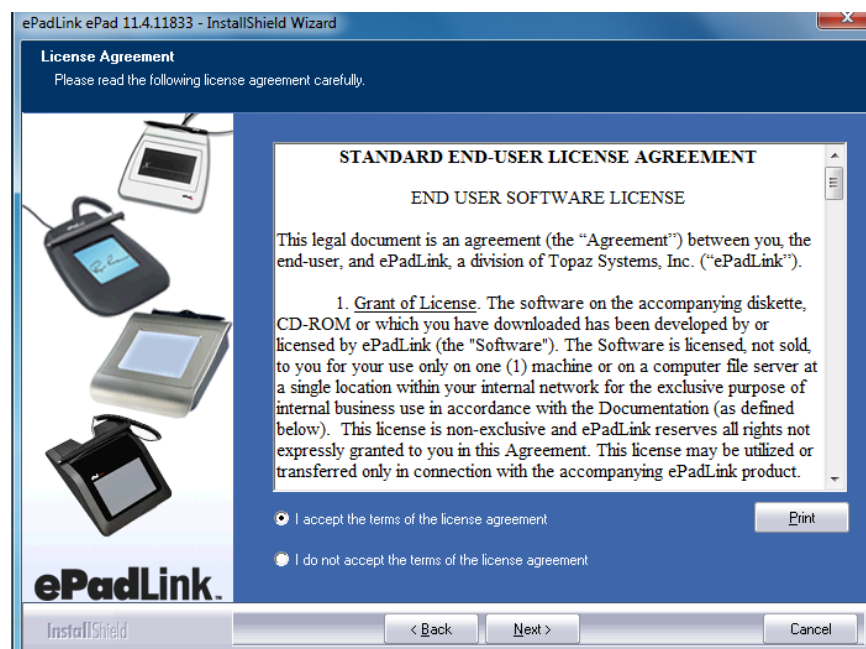 ePadLink ePad 11.4.11833 - InstallShield Wizard
License Agreement
Please read the following license agreement carefully.
STANDARD END-USER LICENSE AGREEMENT
END USER SOFTWARE LICENSE
This legal document is an agreement (the “Agreement”) between you, the
end-user, and ePadLink, a division of Topaz Systems, Inc. (“ePadLink”).
1. Grant of License. The software on the accompanying diskette,
CD-ROM or which you have downloaded has been developed by or
licensed by ePadLink (the "Software"). The Software is licensed, not sold,
to you for your use only on one (1) machine or on a computer file server at
a single location within your internal network for the exclusive purpose of
internal business use in accordance with the Documentation (as defined
below). This license is non-exclusive and ePadLink reserves all rights not
expressly granted to you in this Agreement. This license may be utilized or
transferred only in connection with the accompanying ePadLink product.
I accept the terms of the license agreement
Print
I do not accept the terms of the license agreement
ePadLink.
InstallShield
< Back
Next >
Cancel